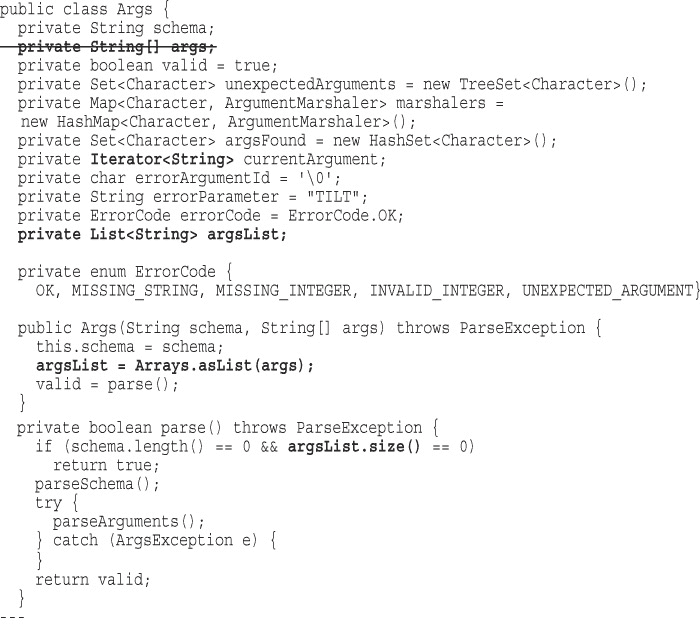 public class Args {
  private String schema;
  private String[] args;
  private boolean valid = true;
  private Set<Character> unexpectedArguments = new TreeSet<Character>();
  private Map<Character, ArgumentMarshaler> marshalers =
  new HashMap<Character, ArgumentMarshaler>();
  private Set<Character> argsFound = new HashSet<Character>();
  private Iterator<String> currentArgument;
  private char errorArgumentId = '\0';
  private String errorParameter = "TILT";
  private ErrorCode errorCode = ErrorCode.OK;
  private List<String> argsList;

  private enum ErrorCode {
    OK, MISSING_STRING, MISSING_INTEGER, INVALID_INTEGER, UNEXPECTED_ARGUMENT}

  public Args(String schema, String[] args) throws ParseException {
    this.schema = schema;
    argsList = Arrays.asList(args);
    valid = parse();
  }
  private boolean parse() throws ParseException {
    if (schema.length() == 0 && argsList.size() == 0)
      return true;
    parseSchema();
    try {
      parseArguments();
    } catch (ArgsException e) {
    }
    return valid;
  }
---